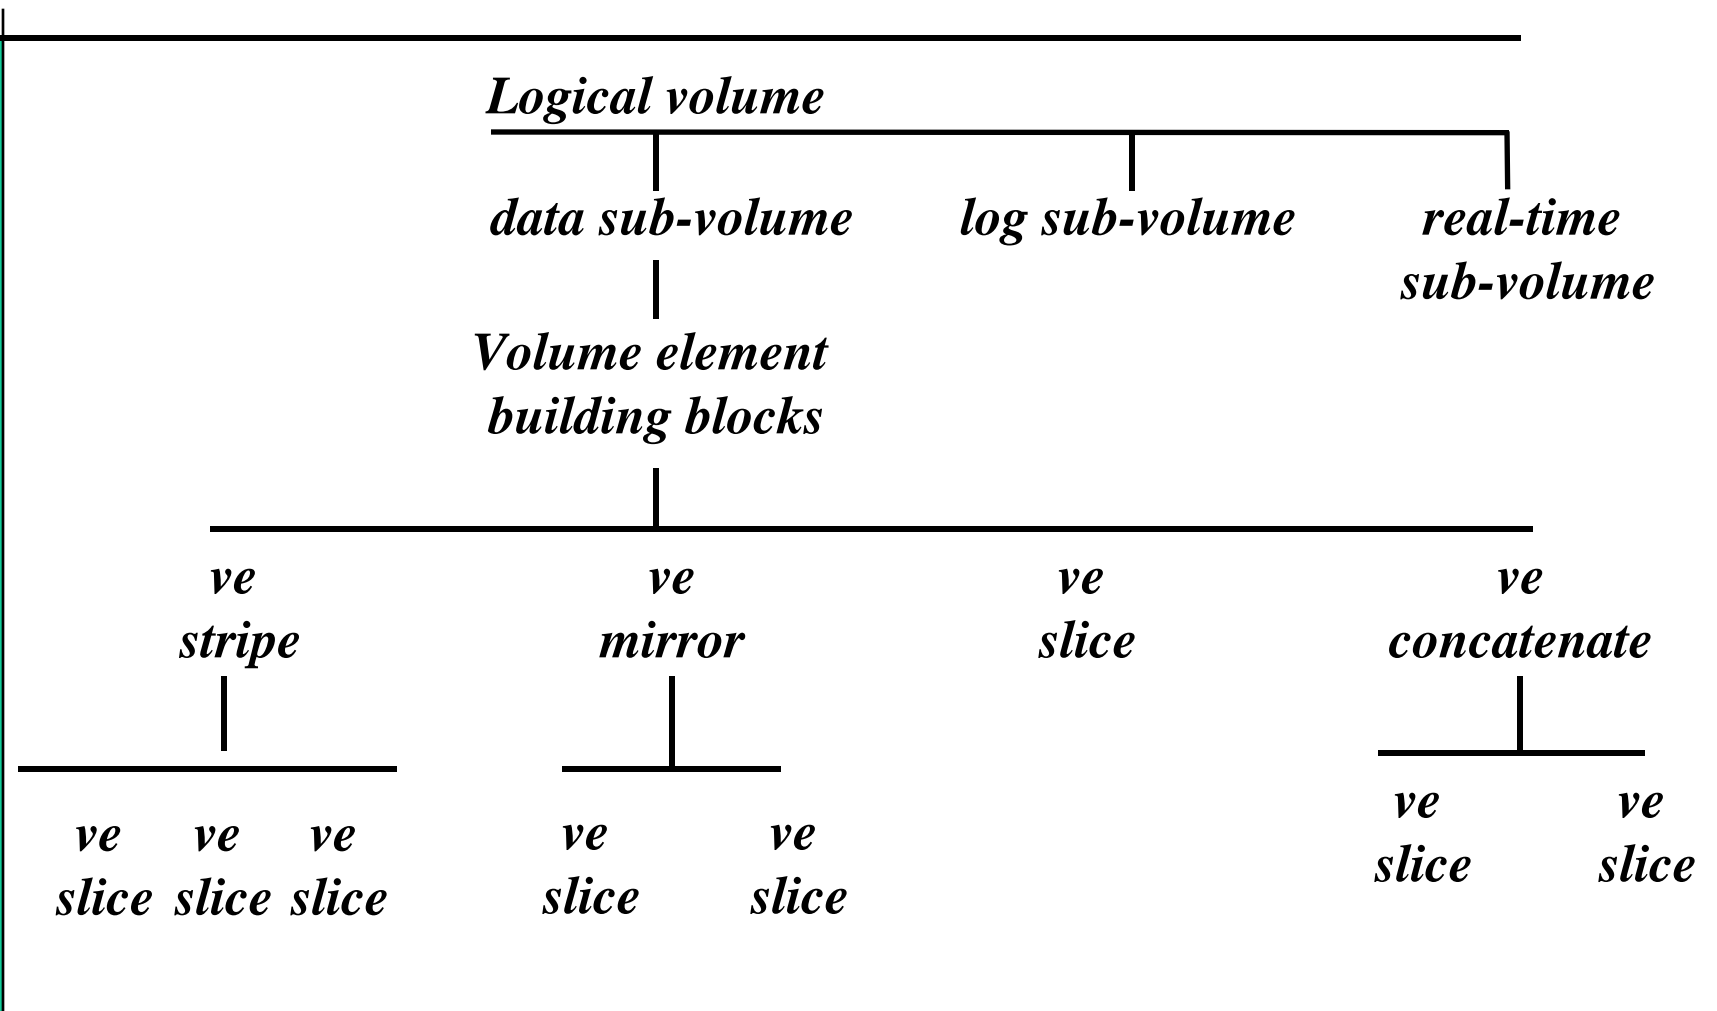 Logical volume
data sub-volume log sub-volume real-time
sub-volume
Volume element
building blocks
ve ve ve ve
stripe mirror slice concatenate
ve ve
slice slice
ve ve ve ve ve
slice slice slice slice slice